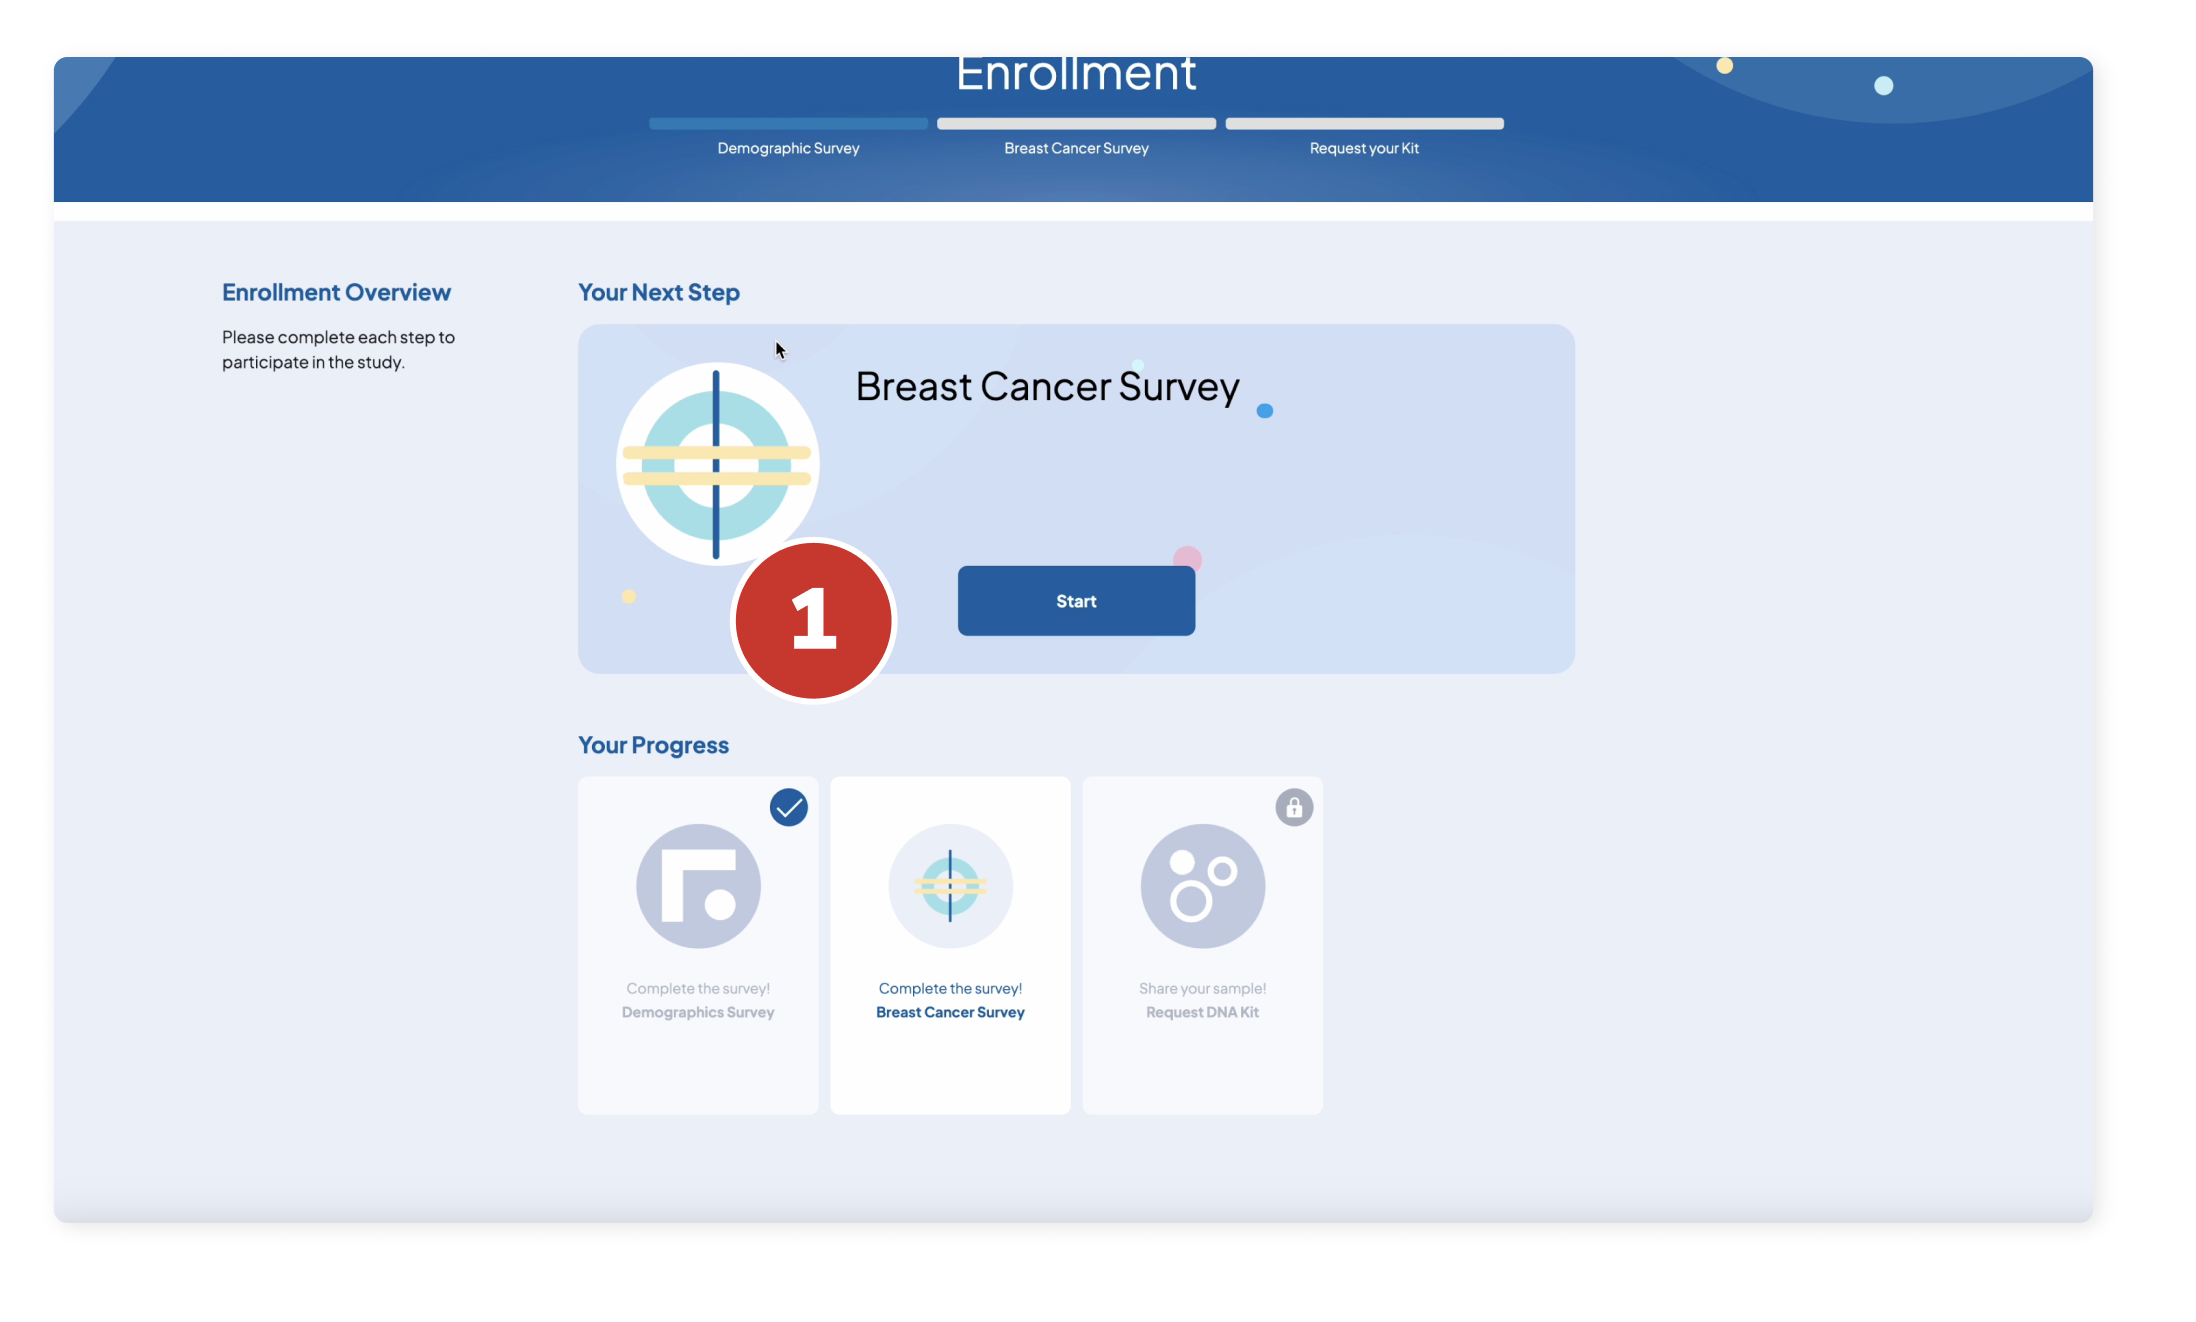 Enrollment
Demographic Survey
Breast Cancer Survey
Request your Kit
Enrollment Overview
Please complete each step to
participate in the study.
Your Next Step
Breast Cancer Survey
1
Start
Your Progress
Complete the survey!
Demographics Survey
Complete the survey!
Breast Cancer Survey
Share your sample!
Request DNA Kit